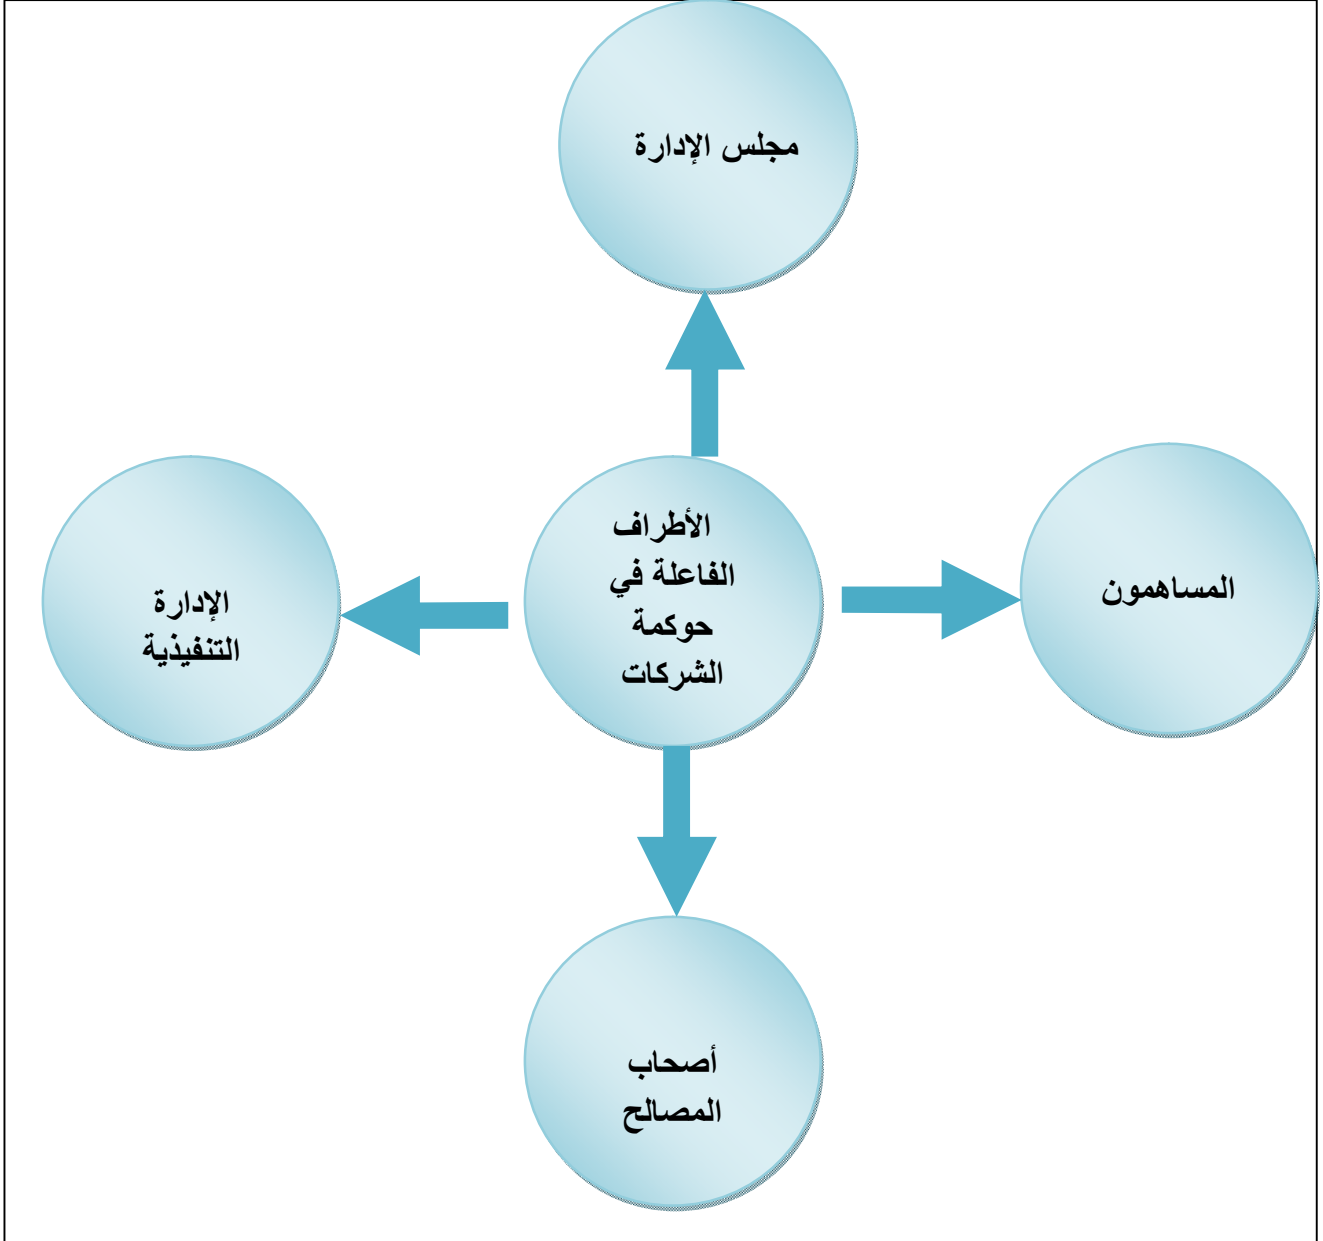 مجلس الإدارة
الأطراف
الفاعلة في
حوكمة
الشركات
المساهمون
الإدارة
التنفيذية
أصحاب
المصالح